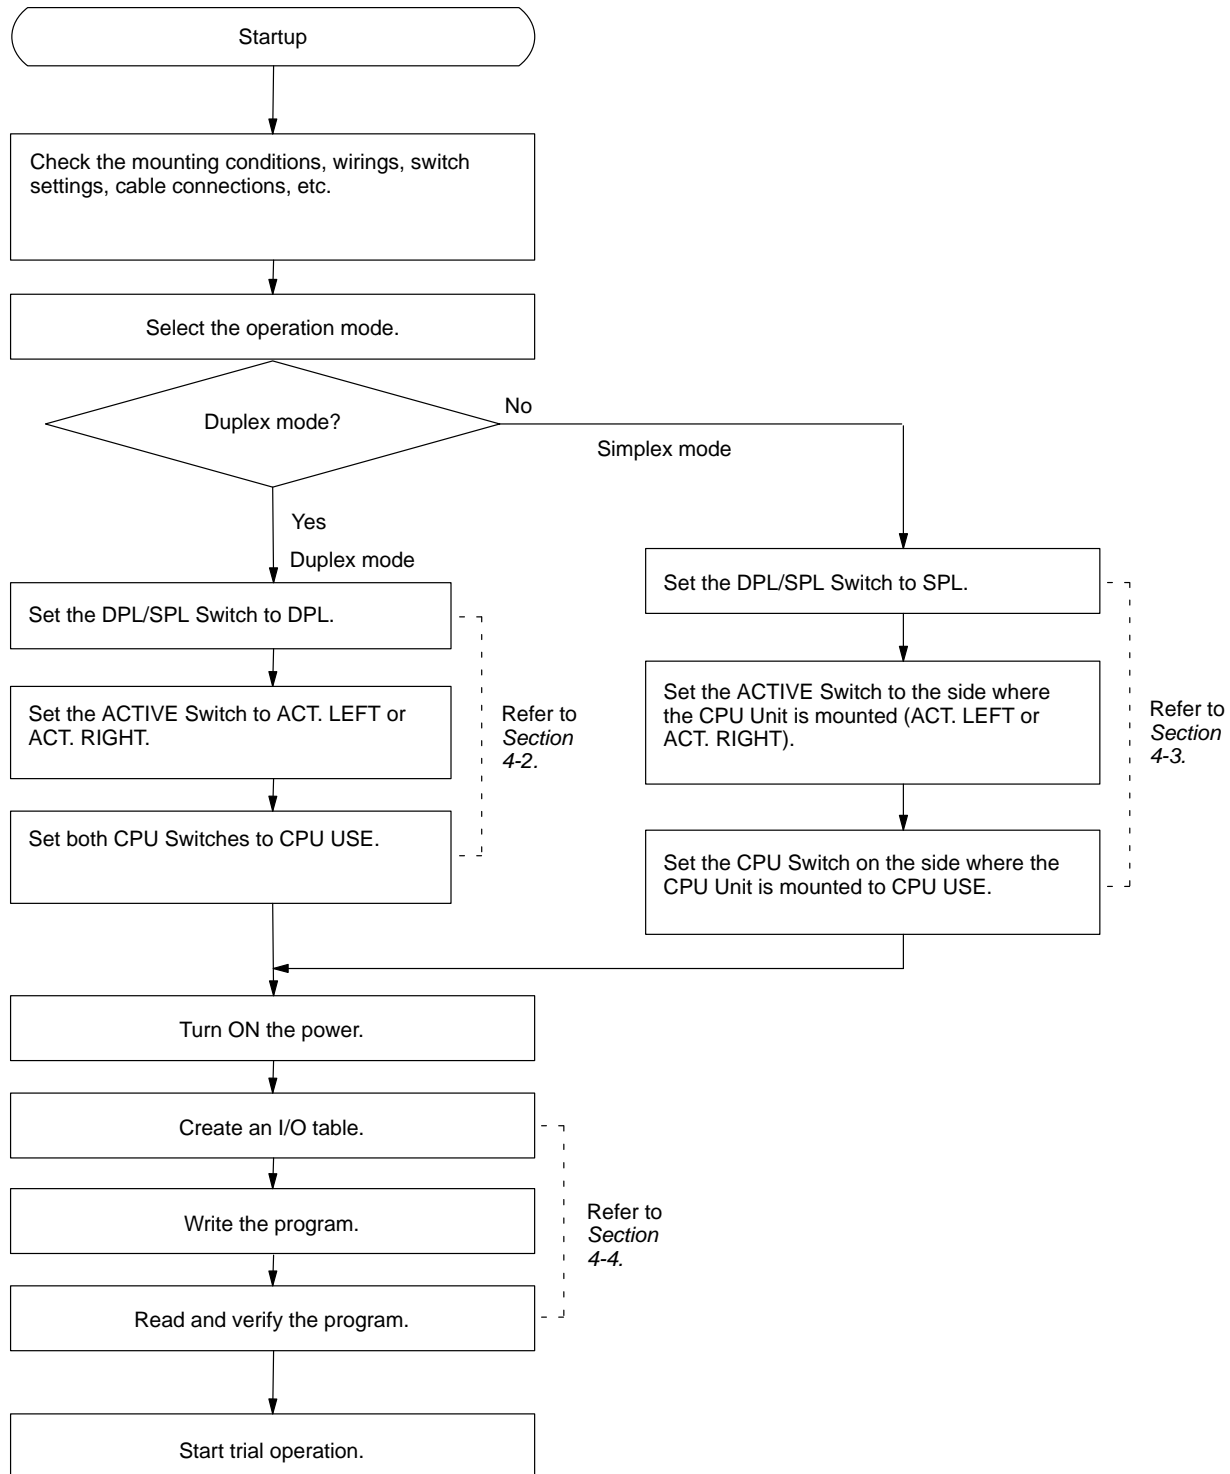 Startup
Check the mounting conditions, wirings, switch
settings, cable connections, etc.
Select the operation mode.
Duplex mode?
No
Simplex mode
Yes
Duplex mode
Set the DPL/SPL Switch to DPL.
Set the ACTIVE Switch to ACT. LEFT or
ACT. RIGHT.
Set both CPU Switches to CPU USE.
Refer to
Section
4-2.
Set the DPL/SPL Switch to SPL.
Set the ACTIVE Switch to the side where
the CPU Unit is mounted (ACT. LEFT or
ACT. RIGHT).
Set the CPU Switch on the side where the
CPU Unit is mounted to CPU USE.
Refer to
Section
4-3.
Turn ON the power.
Create an I/O table.
Write the program.
Read and verify the program.
Refer to
Section
4-4.
Start trial operation.